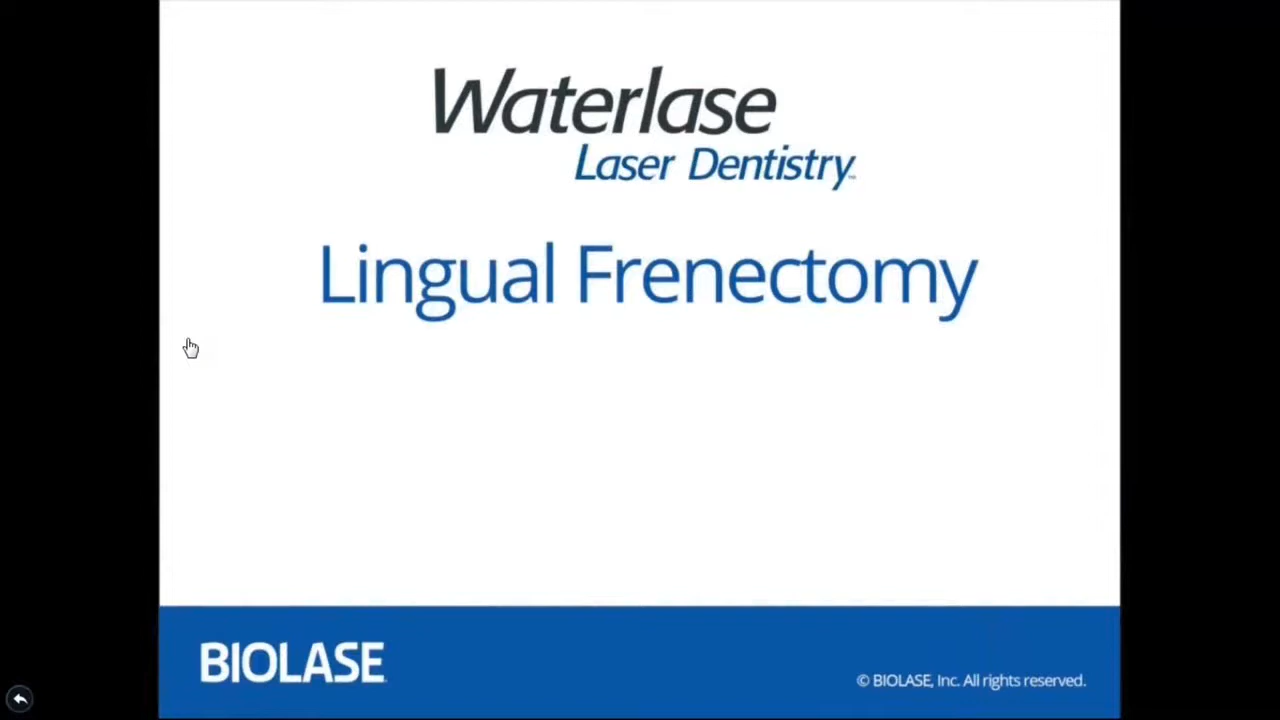 Waterlase
Laser Dentistry
Lingual Frenectomy
BIOLASE
© BIOLASE, Inc. All rights reserved.